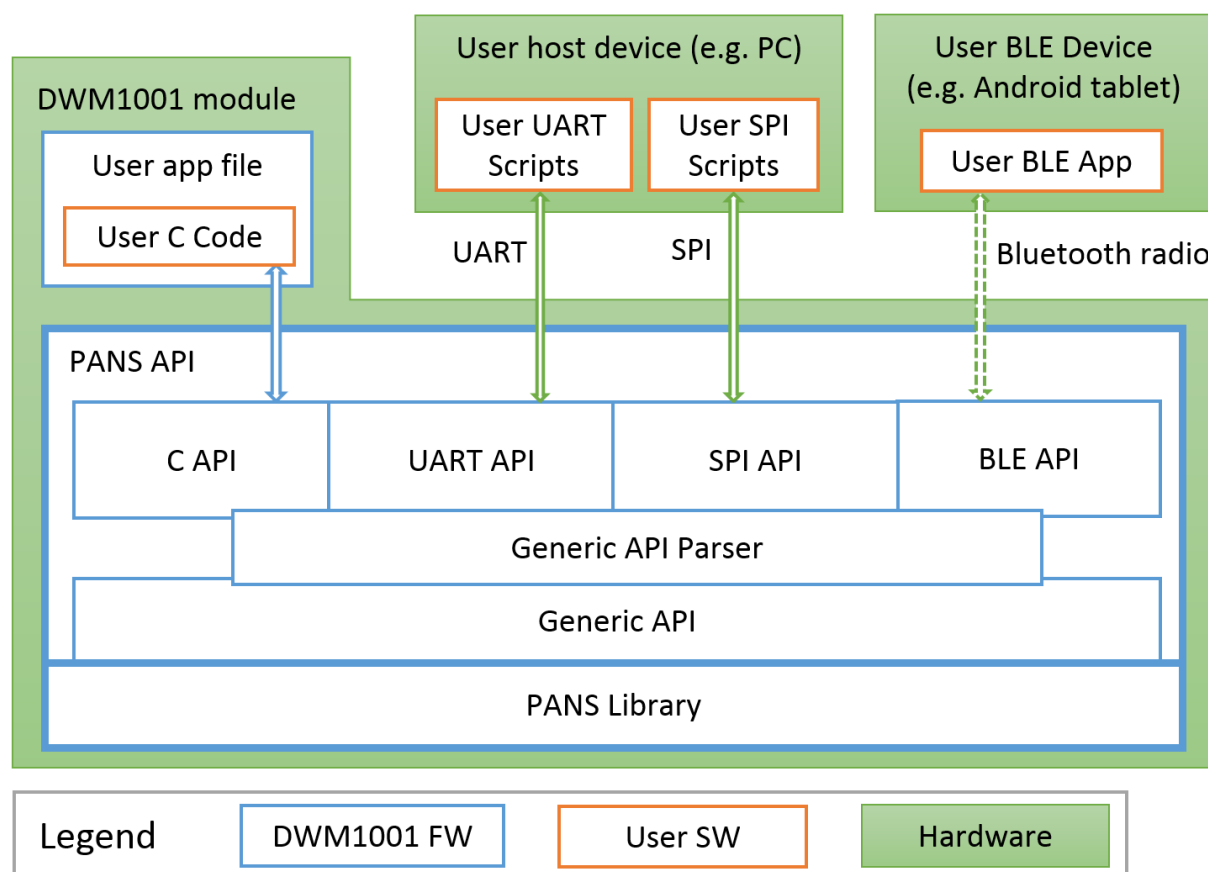 User host device (e.g. PC)
User BLE Device
(e.g. Android tablet)
DWM1001 module
User UART
Scripts
User SPI
Scripts
User BLE App
User app file
User C Code
UART
SPI
Bluetooth radio
PANS API
C API
UART API
SPI API
BLE API
Generic API Parser
Generic API
PANS Library
Legend
DWM1001 FW
User SW
Hardware